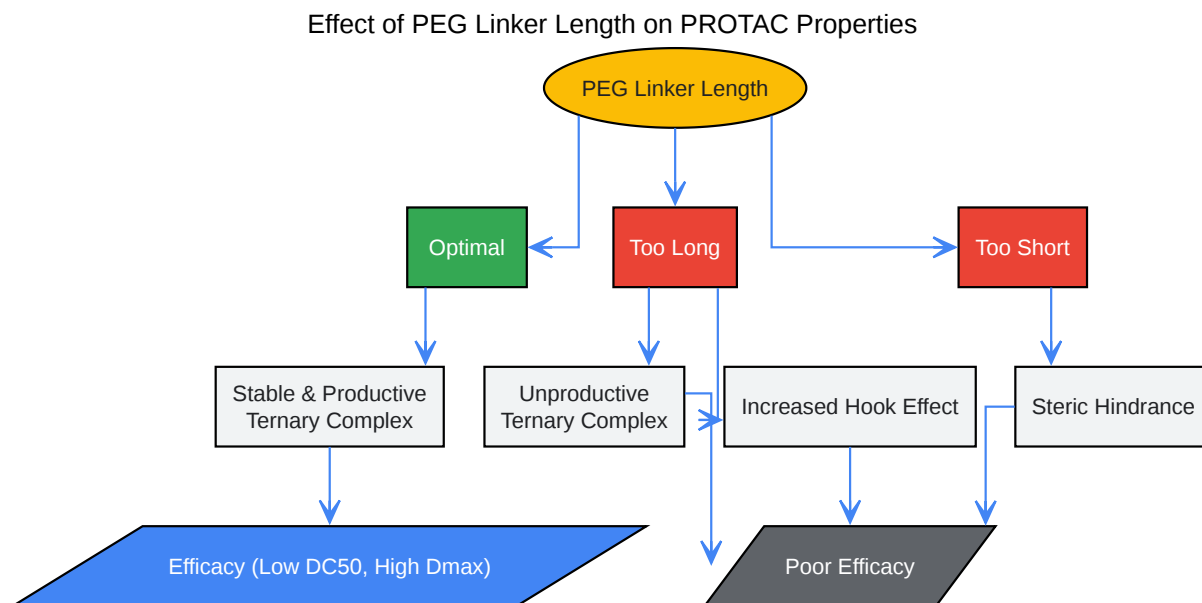 Effect of PEG Linker Length on PROTAC Properties
PEG Linker Length
Optimal
Too Long
Too Short
Stable & Productive
Ternary Complex
Unproductive
Ternary Complex
Increased Hook Effect
Steric Hindrance
Efficacy (Low DC50, High Dmax)
Poor Efficacy